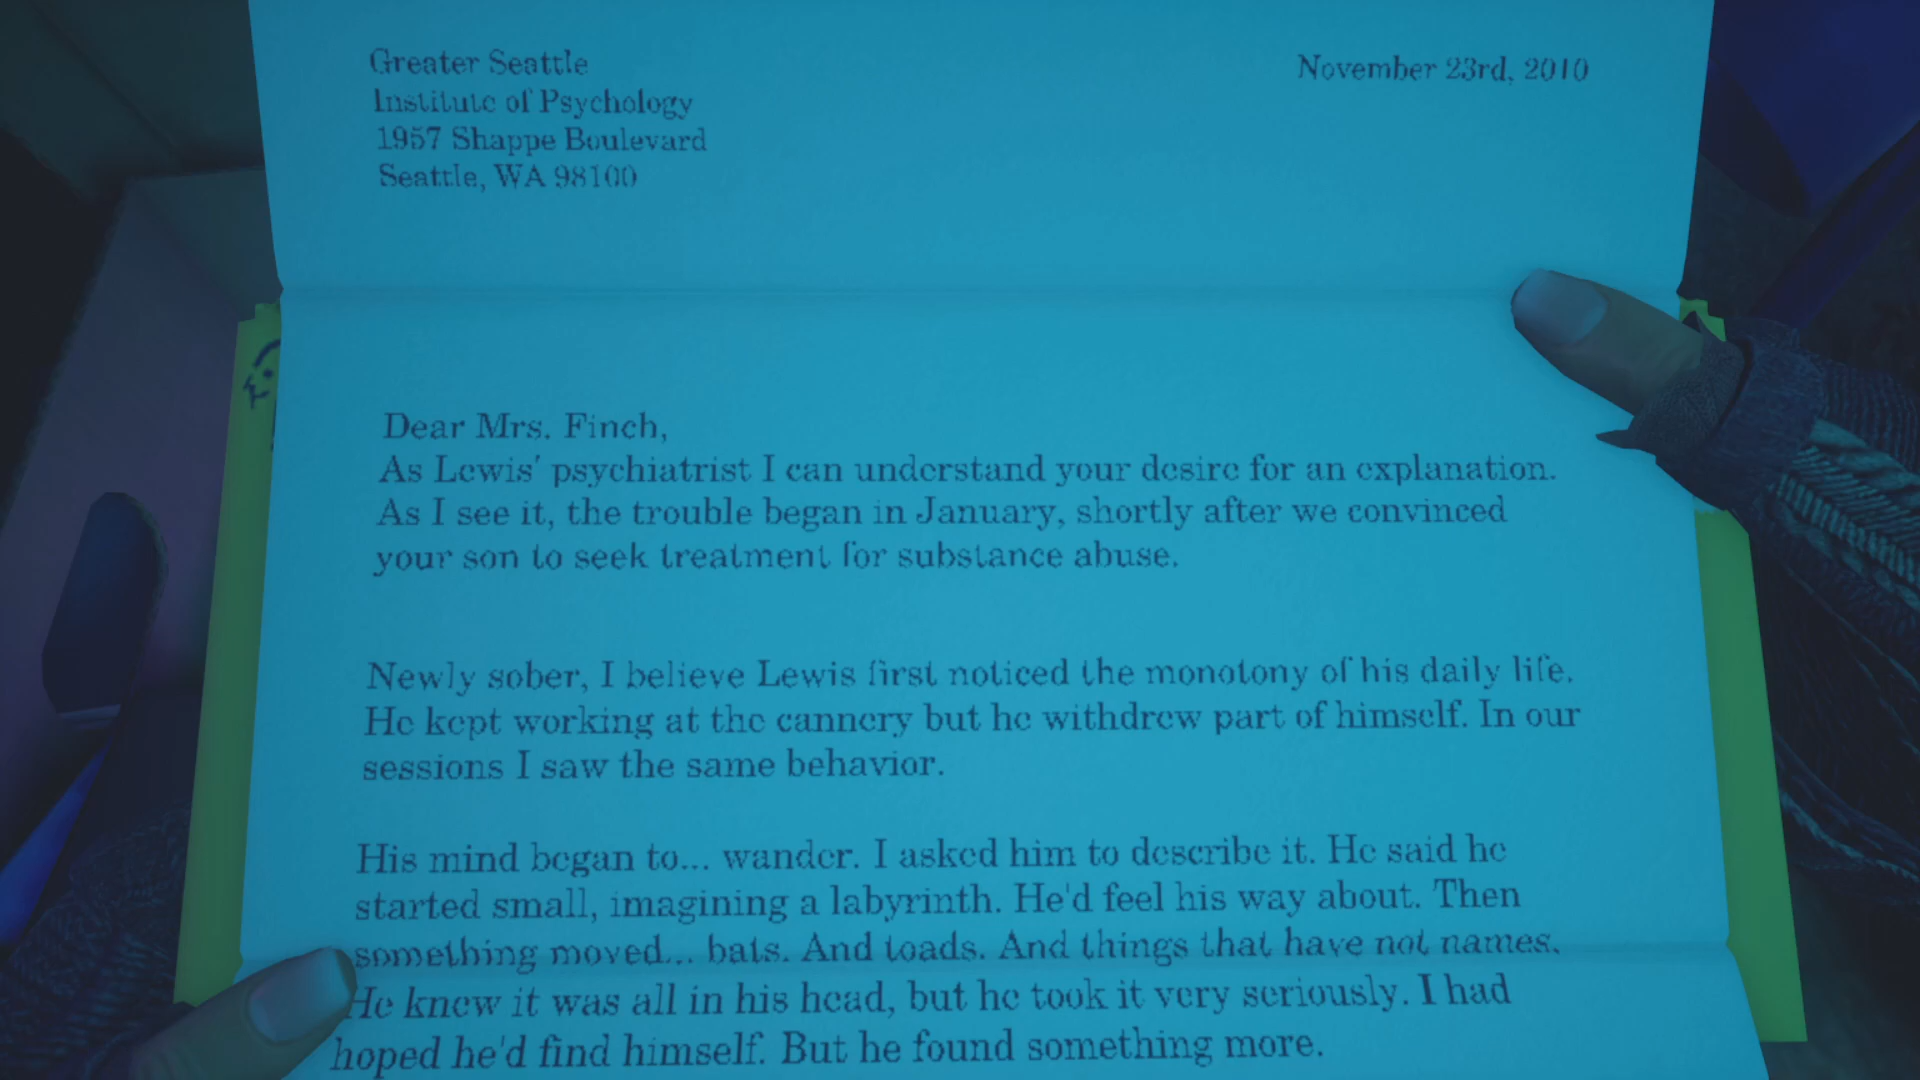 Greater Seattle
Institute of Psychology
1957 Shappe Boulevard
Seattle, WA 98100
November 23rd, 2010
Dear Mrs. Finch,
As Lewis' psychiatrist I can understand your desire for an explanation.
As I see it, the trouble began in January, shortly after we convinced
your son to seek treatment for substance abuse.
Newly sober, I believe Lewis first noticed the monotony of his daily life.
He kept working at the cannery but he withdrew part of himself. In our
sessions I saw the same behavior.
His mind began to... wander. I asked him to describe it. He said he
started small, imagining a labyrinth. He'd feel his way about. Then
something moved... bats. And toads. And things that have not names.
He knew it was all in his head, but he took it very seriously. I had
hoped he'd find himself. But he found something more.